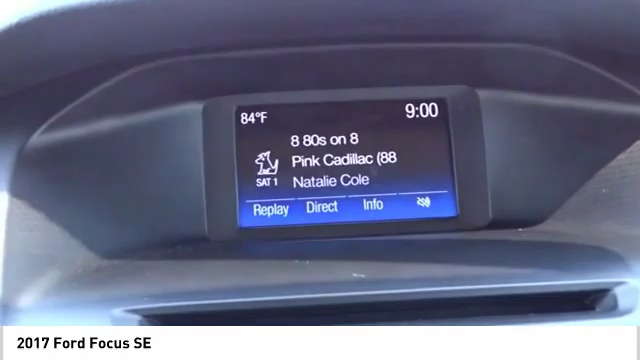 84°F 9:00
8 80s on 8
Pink Cadillac (88
SAT 1 Natalie Cole
Replay Direct Info
2017 Ford Focus SE